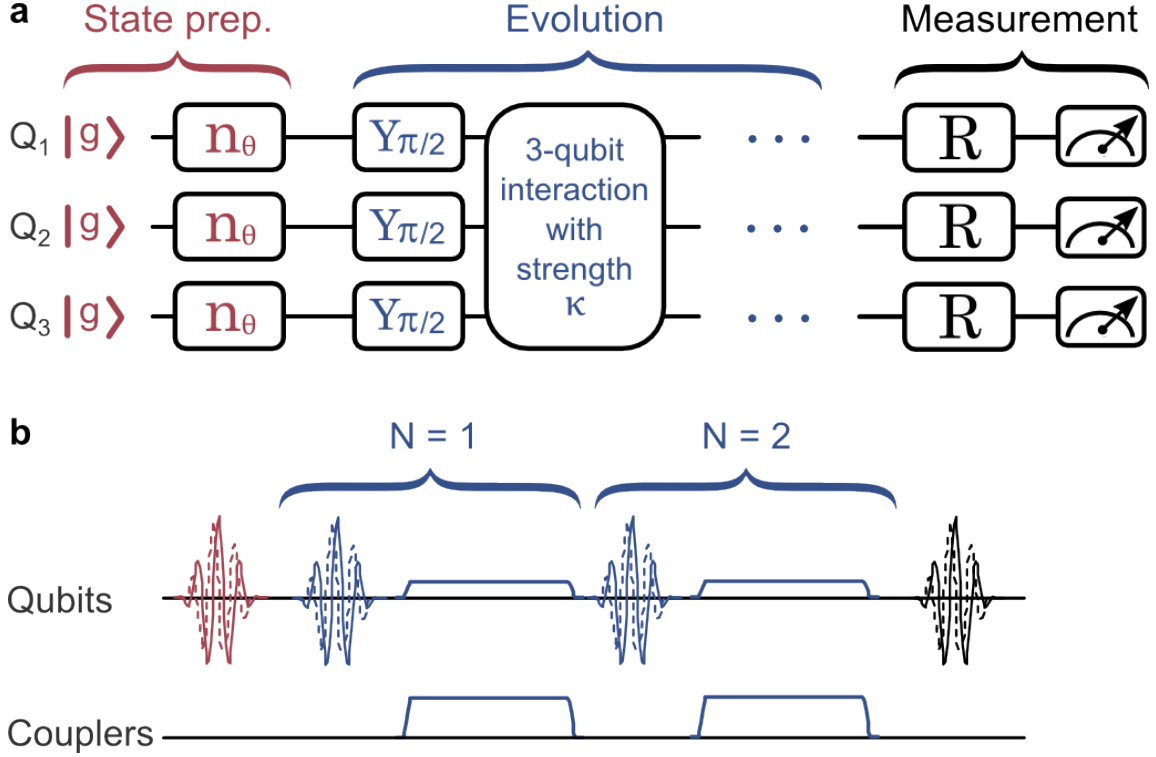 a
State prep. Evolution Measurement
Q₁ |g⟩ nθ Yπ/2 R
Q₂ |g⟩ nθ Yπ/2 R
Q₃ |g⟩ nθ Yπ/2 R
3-qubit
interaction
with
strength
κ
...
...
...
b
N = 1 N = 2
Qubits
Couplers